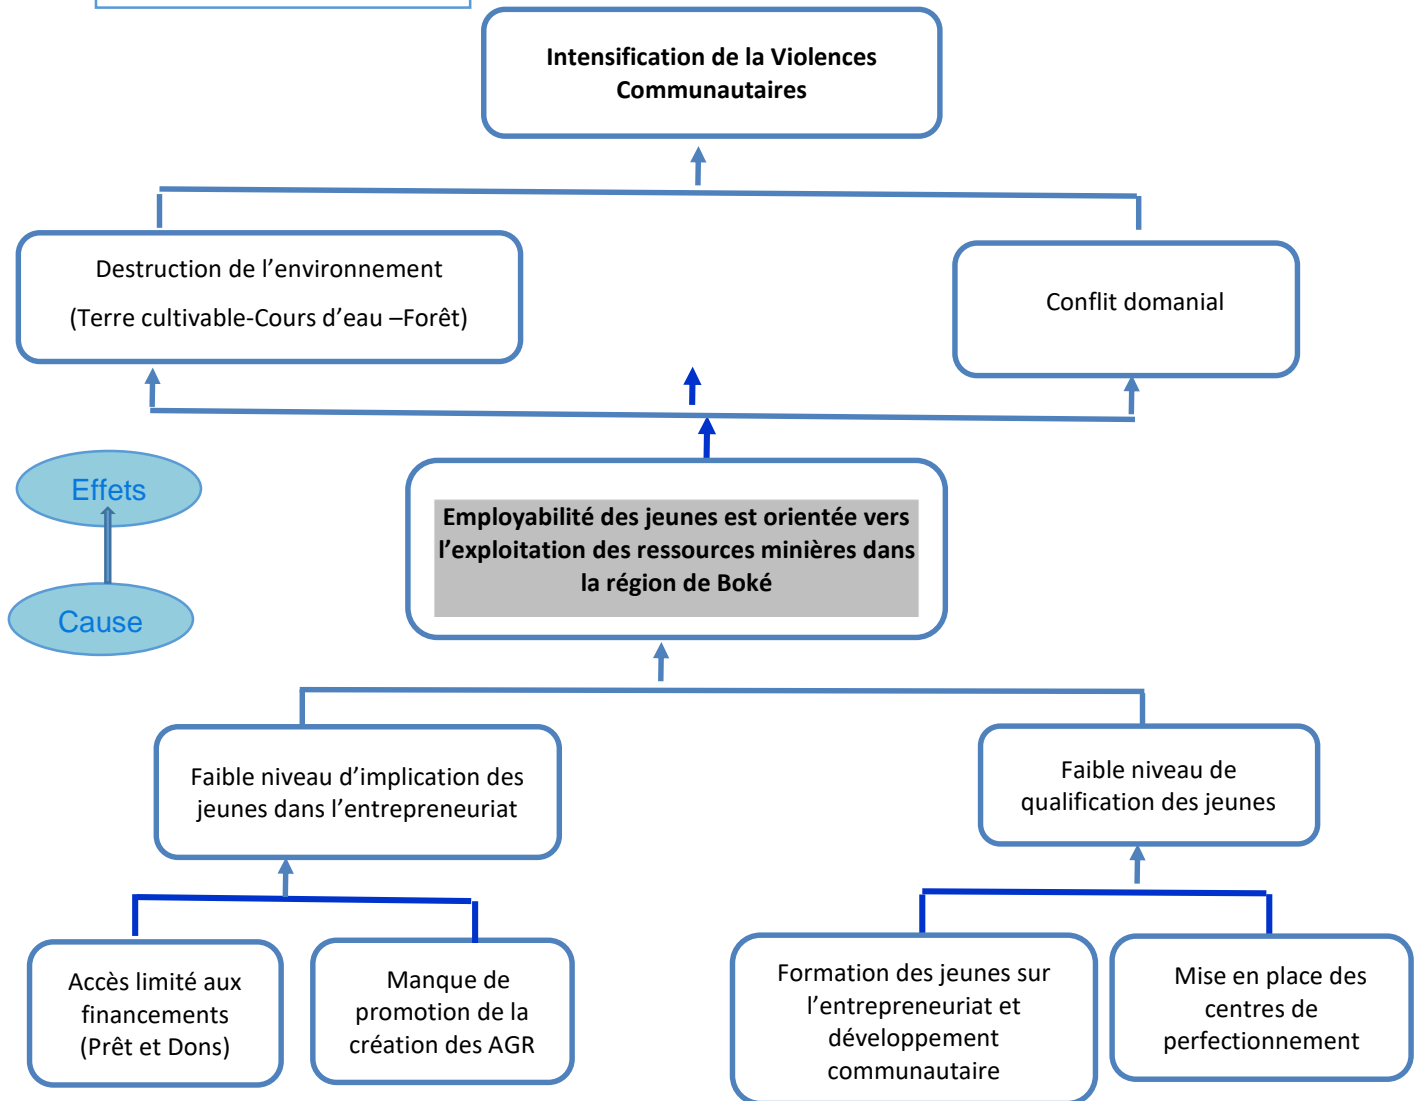 Intensification de la Violences
Communautaires
Destruction de l’environnement
(Terre cultivable-Cours d’eau –Forêt)
Conflit domanial
Effets
Employabilité des jeunes est orientée vers
l’exploitation des ressources minières dans
la région de Boké
Cause
Faible niveau d’implication des
jeunes dans l’entrepreneuriat
Faible niveau de
qualification des jeunes
Accès limité aux
financements
(Prêt et Dons)
Manque de
promotion de la
création des AGR
Formation des jeunes sur
l’entrepreneuriat et
développement
communautaire
Mise en place des
centres de
perfectionnement